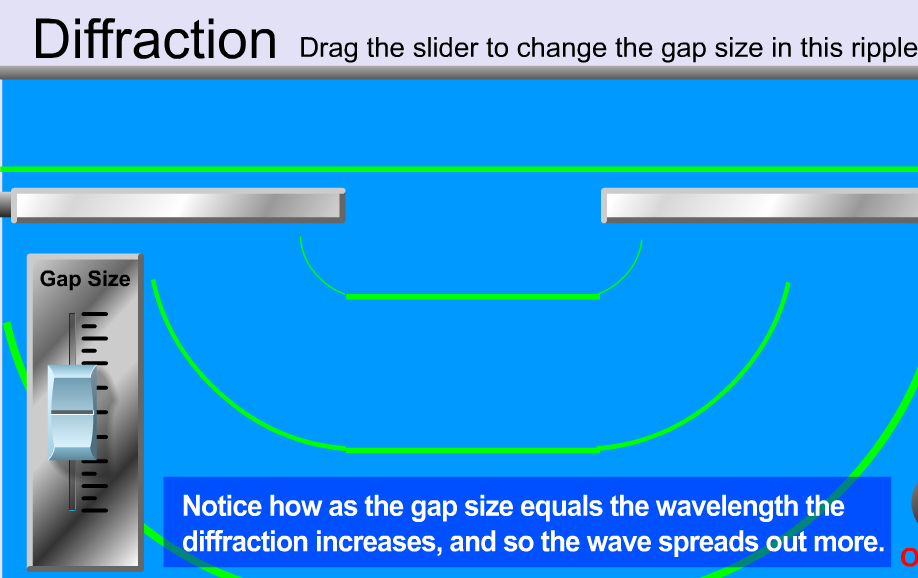 Diffraction Drag the slider to change the gap size in this ripple
Gap Size
Notice how as the gap size equals the wavelength the
diffraction increases, and so the wave spreads out more.